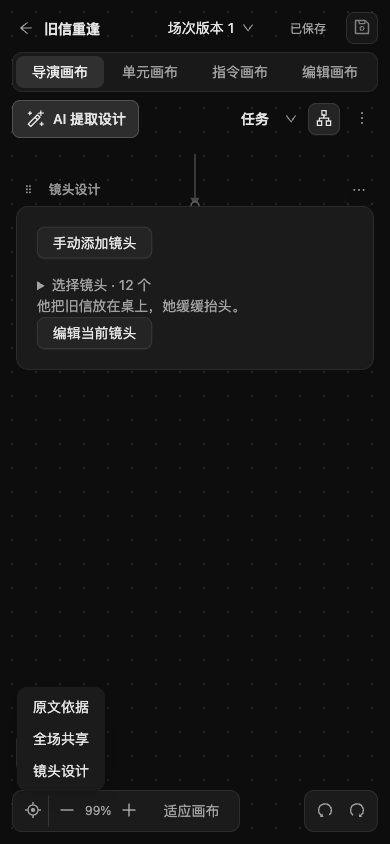 旧信重逢
场次版本 1
已保存
导演画布
单元画布
指令画布
编辑画布
AI 提取设计
任务
镜头设计
手动添加镜头
选择镜头 · 12 个
他把旧信放在桌上，她缓缓抬头。
编辑当前镜头
原文依据
全场共享
镜头设计
99%
适应画布